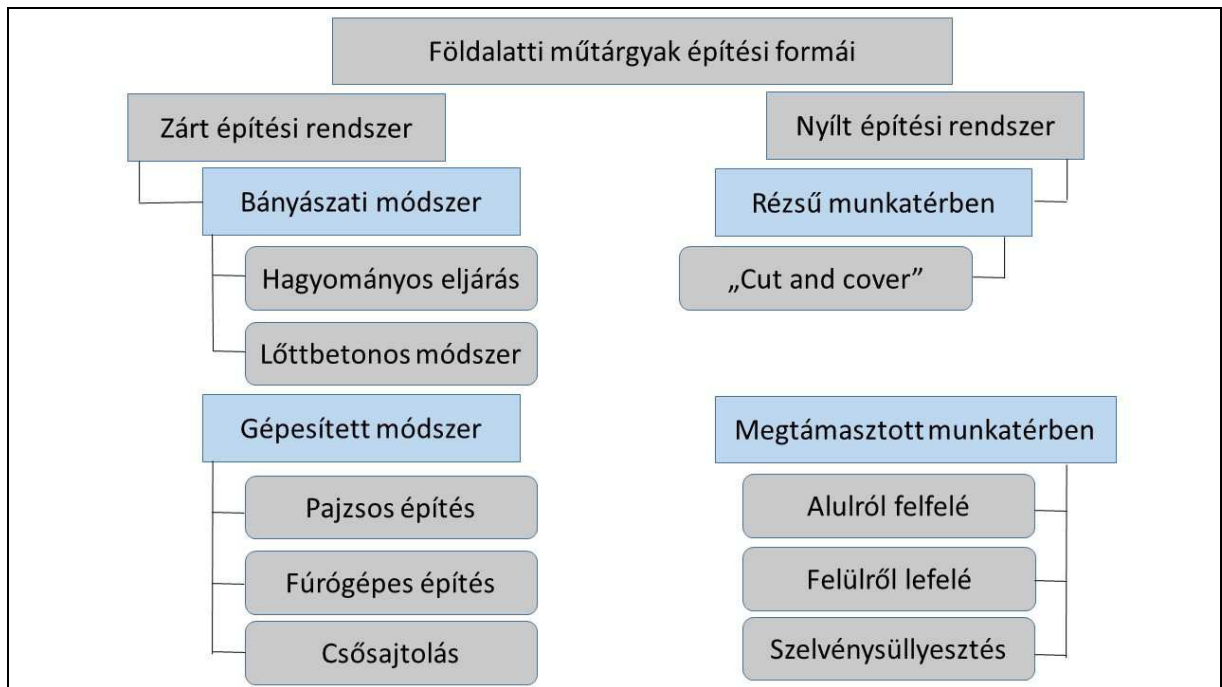 Földalatti műtárgyak építési formái
Zárt építési rendszer
Bányászati módszer
Hagyományos eljárás
Lőttbetonos módszer
Gépesített módszer
Pajzsos építés
Fúrógépes építés
Csősajtolás
Nyílt építési rendszer
Rézsű munkatérben
„Cut and cover”
Megtámasztott munkatérben
Alulról felfelé
Felülről lefelé
Szelvénysüllyesztés